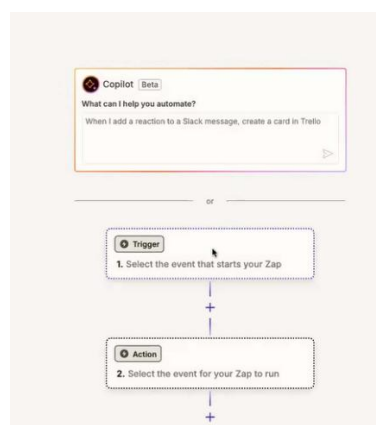 Copilot Beta
What can I help you automate?
When I add a reaction to a Slack message, create a card in Trello
or
Trigger
1. Select the event that starts your Zap
Action
2. Select the event for your Zap to run